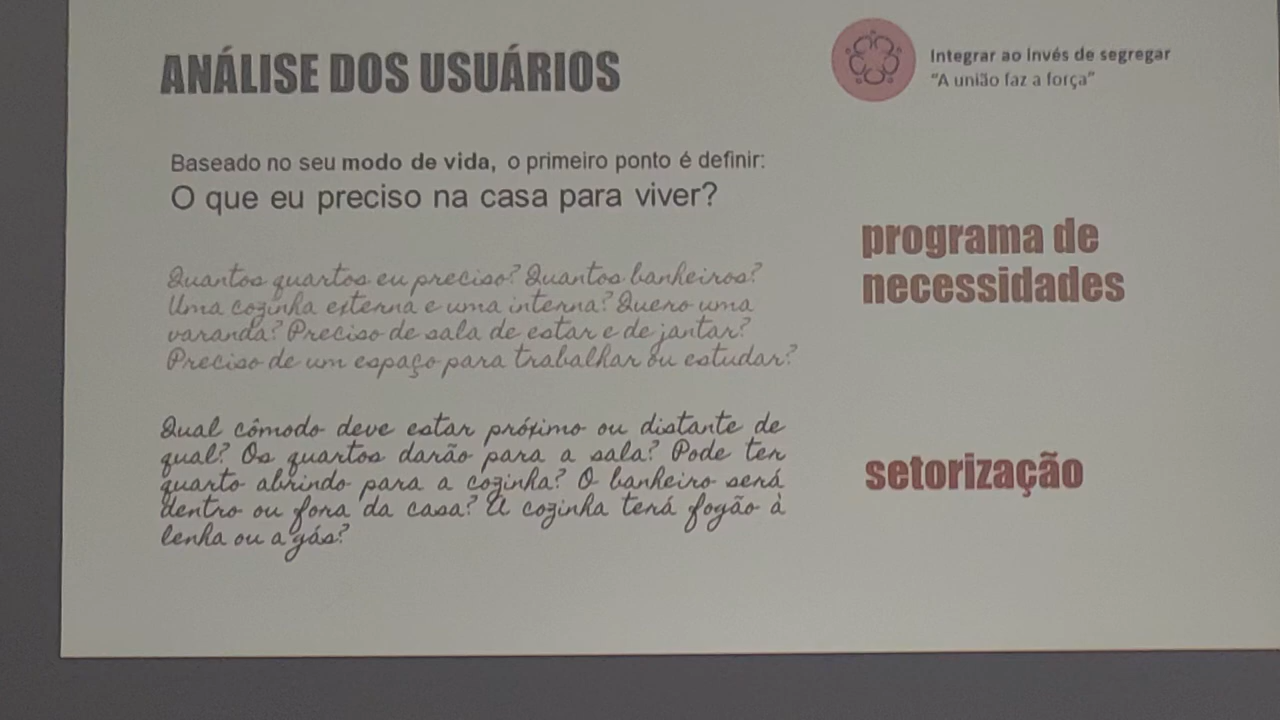 ANÁLISE DOS USUÁRIOS
Integrar ao invés de segregar
"A união faz a força"
Baseado no seu modo de vida, o primeiro ponto é definir:
O que eu preciso na casa para viver?
Quantos quartos eu preciso? Quantos banheiros?
Uma cozinha externa e uma interna? Quero uma
varanda? Preciso de sala de estar e de jantar?
Preciso de um espaço para trabalhar ou estudar?
programa de
necessidades
Qual cômodo deve estar próximo ou distante de
qual? Os quartos darão para a sala? Pode ter
quarto abrindo para a cozinha? O banheiro será
dentro ou fora da casa? A cozinha terá fogão à
lenha ou a gás?
setorização